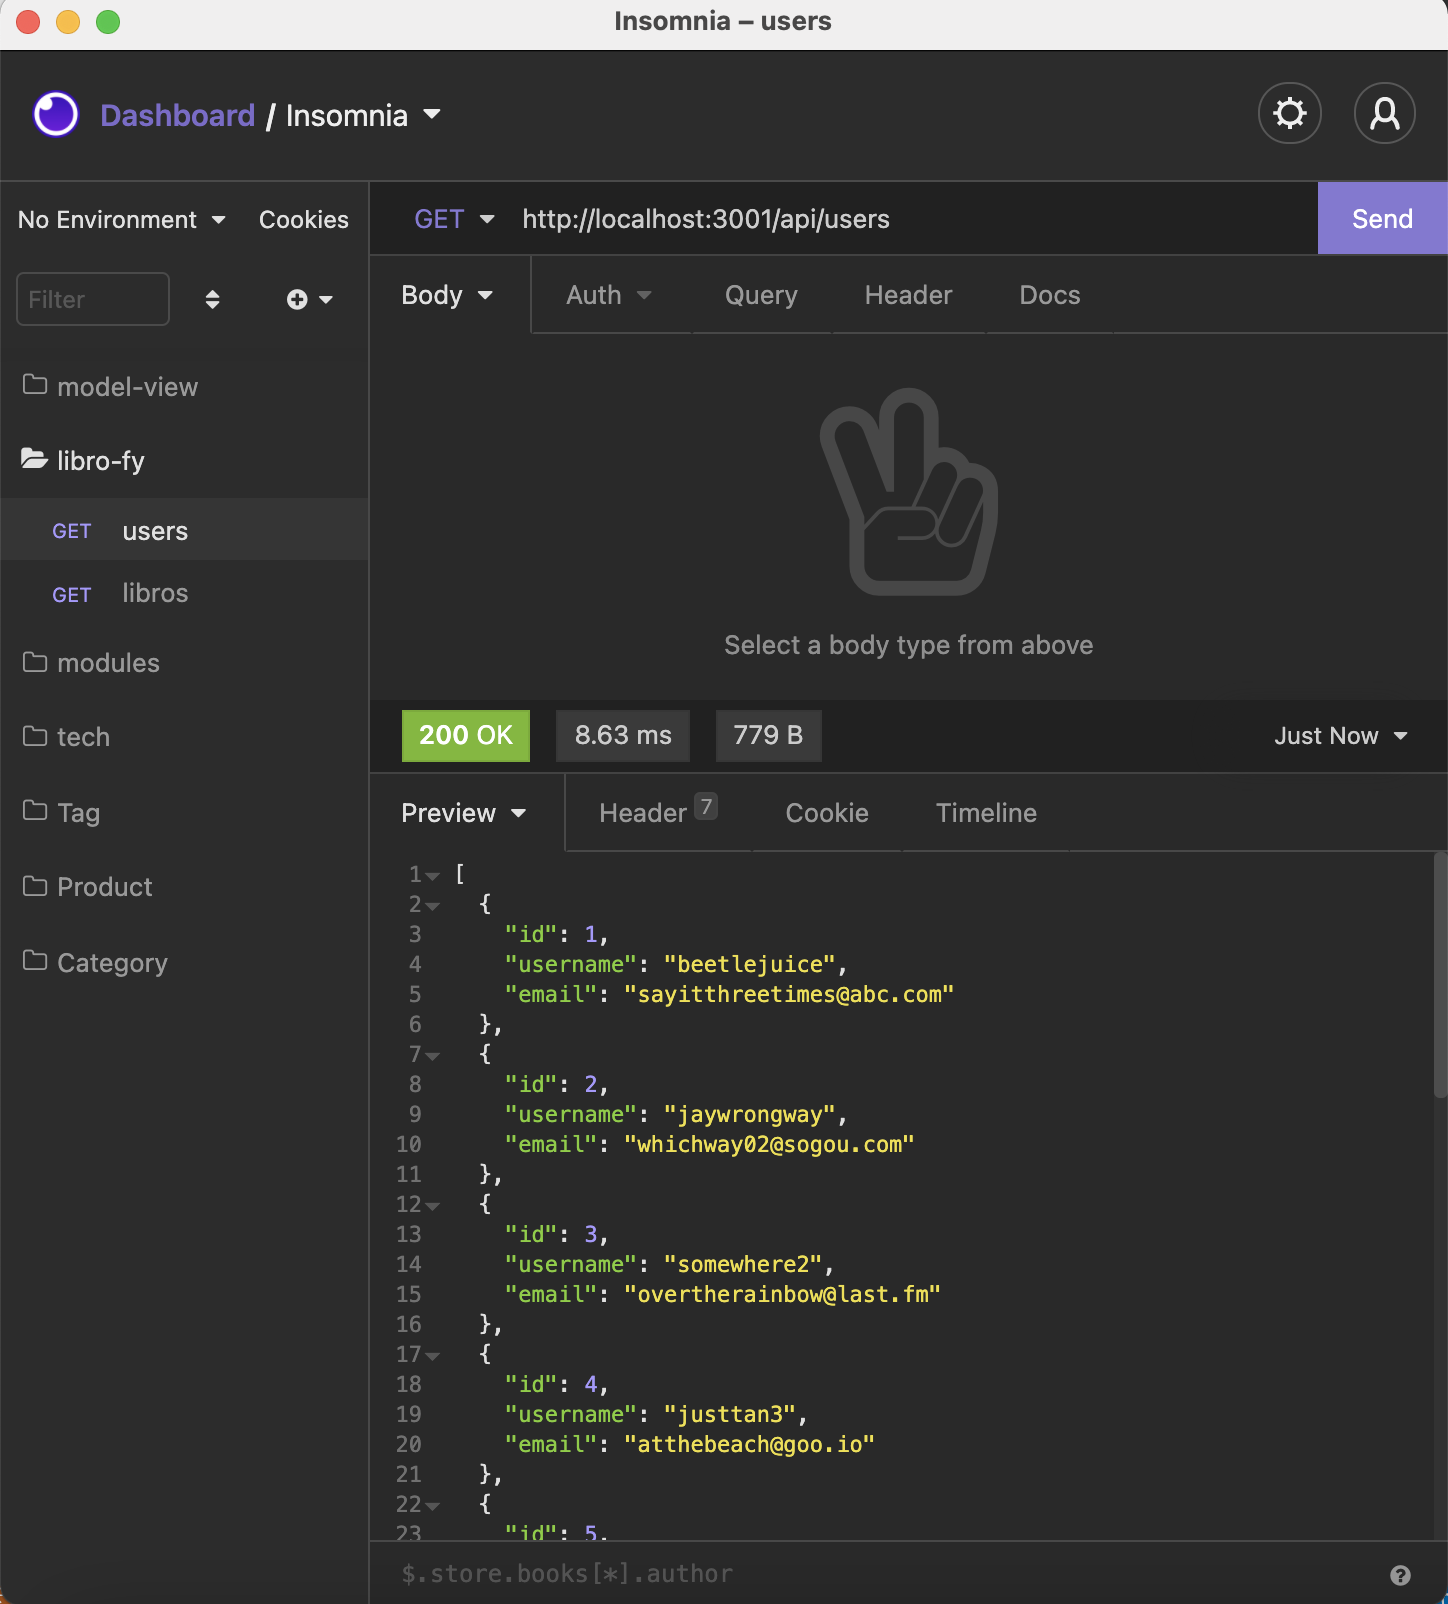 Insomnia – users
Dashboard / Insomnia
No Environment Cookies
GET http://localhost:3001/api/users Send
Filter
Body Auth Query Header Docs
model-view
libro-fy
GET users
GET libros
modules
tech
Tag
Product
Category
Select a body type from above
200 OK 8.63 ms 779 B Just Now
Preview Header 7 Cookie Timeline
1 [
2 {
3 "id": 1,
4 "username": "beetlejuice",
5 "email": "sayitthreetimes@abc.com"
6 },
7 {
8 "id": 2,
9 "username": "jaywrongway",
10 "email": "whichway02@sogou.com"
11 },
12 {
13 "id": 3,
14 "username": "somewhere2",
15 "email": "overtherainbow@last.fm"
16 },
17 {
18 "id": 4,
19 "username": "justtan3",
20 "email": "atthebeach@goo.io"
21 },
22 {
23 "id": 5,
$.store.books[*].author